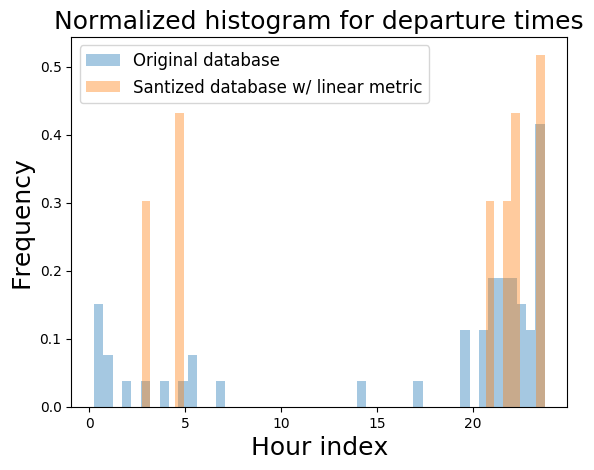 Normalized histogram for departure times
Original database
Santized database w/ linear metric
0.5
0.4
0.3
0.2
0.1
0.0
Frequency
0 5 10 15 20
Hour index